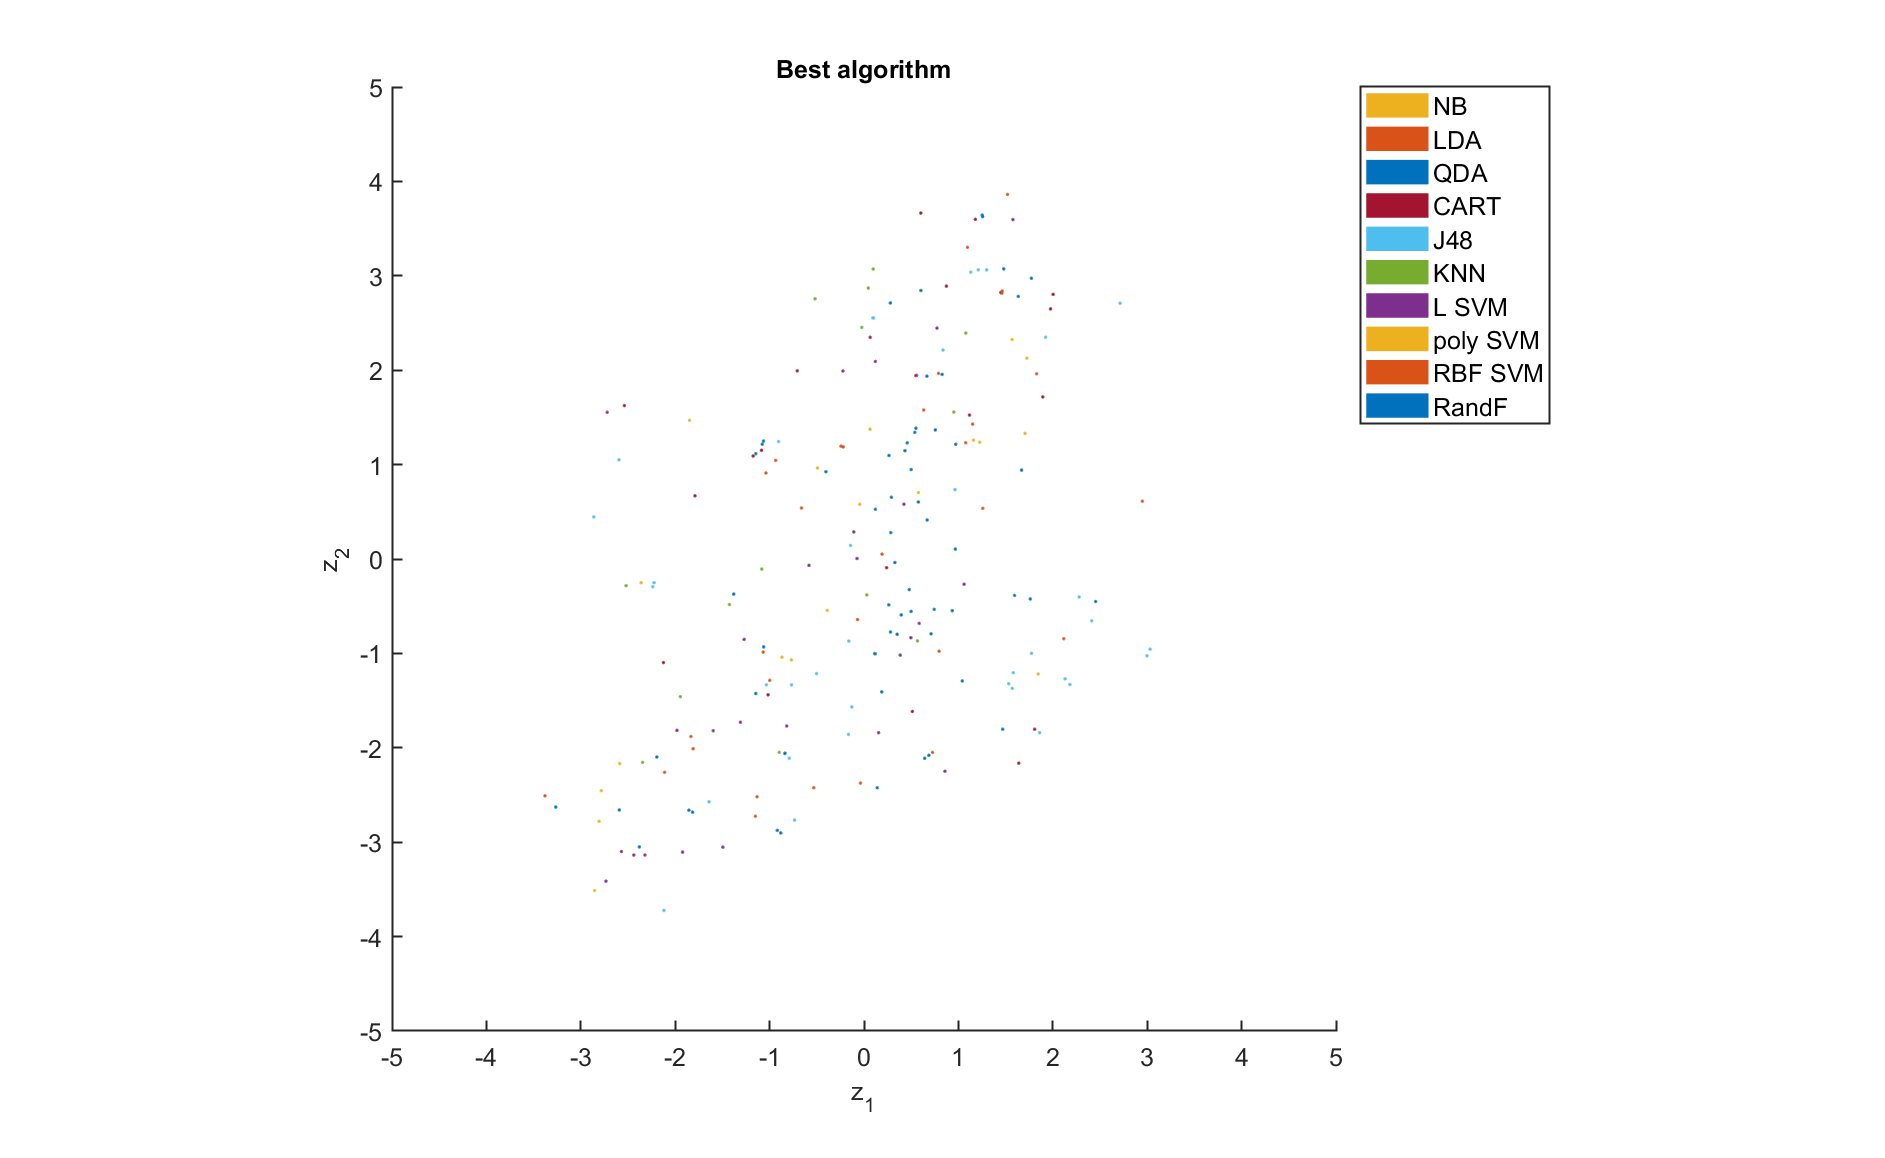 Best algorithm
5
4
3
2
1
0
-1
-2
-3
-4
-5
z2
-5 -4 -3 -2 -1 0 1 2 3 4 5
z1
NB
LDA
QDA
CART
J48
KNN
L SVM
poly SVM
RBF SVM
RandF